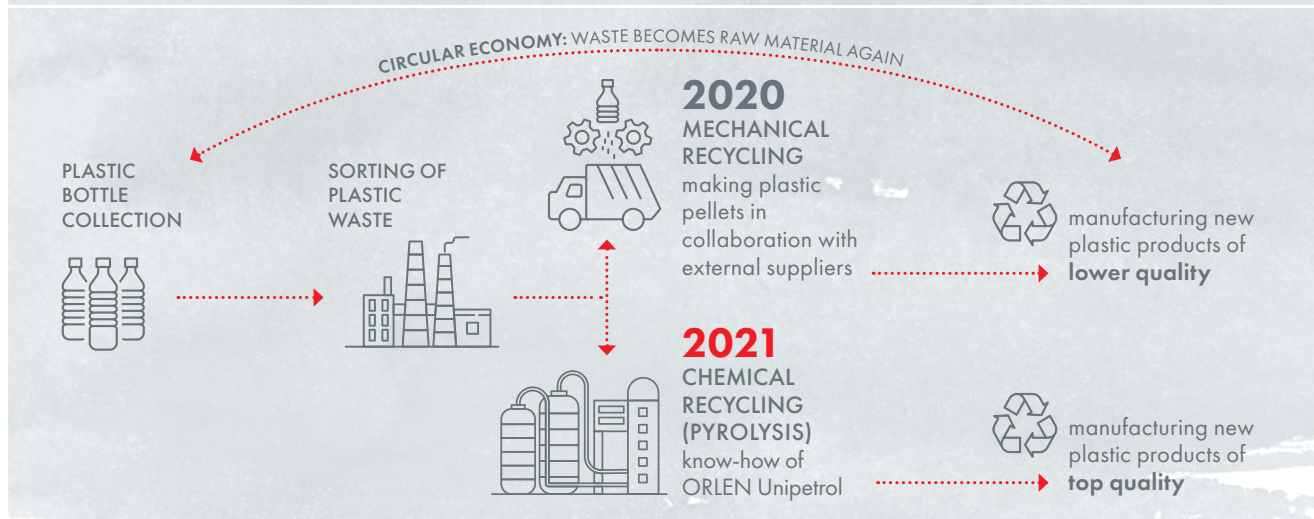 CIRCULAR ECONOMY: WASTE BECOMES RAW MATERIAL AGAIN
PLASTIC
BOTTLE
COLLECTION
SORTING OF
PLASTIC
WASTE
2020
MECHANICAL
RECYCLING
making plastic
pellets in
collaboration with
external suppliers
manufacturing new
plastic products of
lower quality
2021
CHEMICAL
RECYCLING
(PYROLYSIS)
know-how of
ORLEN Unipetrol
manufacturing new
plastic products of
top quality